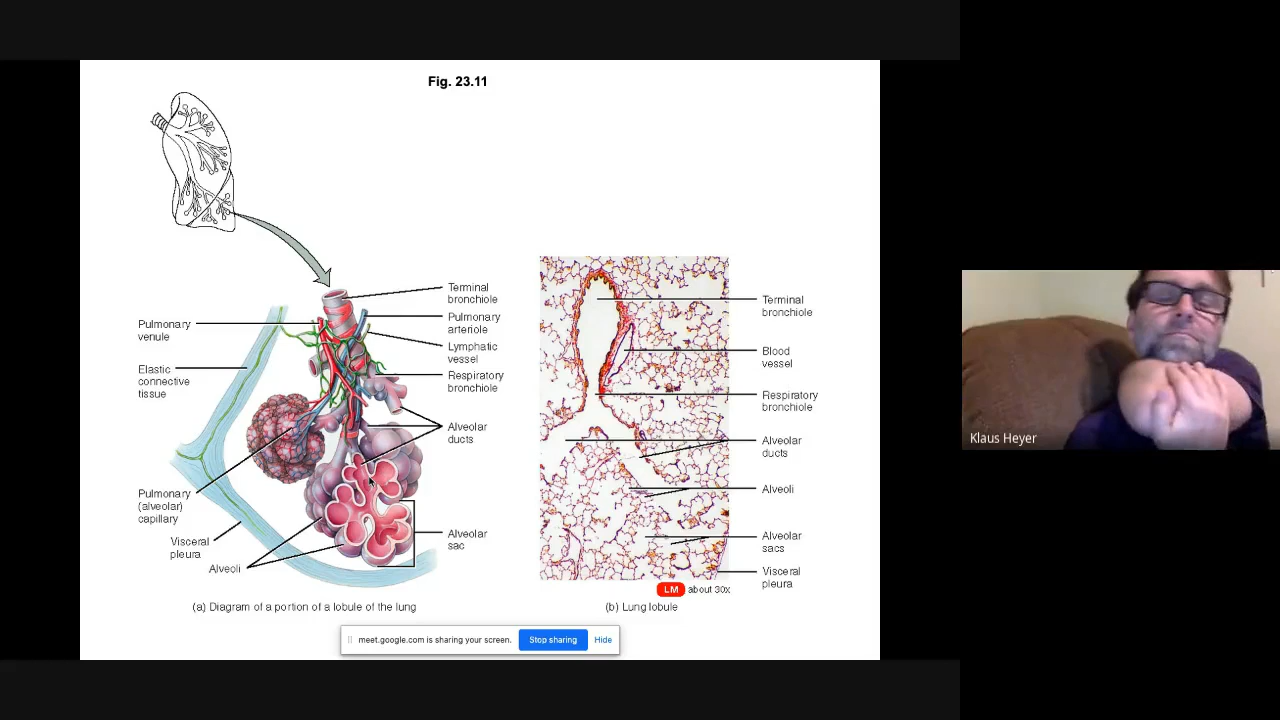 Fig. 23.11
Terminal
bronchiole
Pulmonary
arteriole
Lymphatic
vessel
Respiratory
bronchiole
Alveolar
ducts
Alveolar
sac
Pulmonary
venule
Elastic
connective
tissue
Pulmonary
(alveolar)
capillary
Visceral
pleura
Alveoli
(a) Diagram of a portion of a lobule of the lung
Terminal
bronchiole
Blood
vessel
Respiratory
bronchiole
Alveolar
ducts
Alveoli
Alveolar
sacs
Visceral
pleura
LM about 30x
(b) Lung lobule
meet.google.com is sharing your screen. Stop sharing Hide
Klaus Heyer